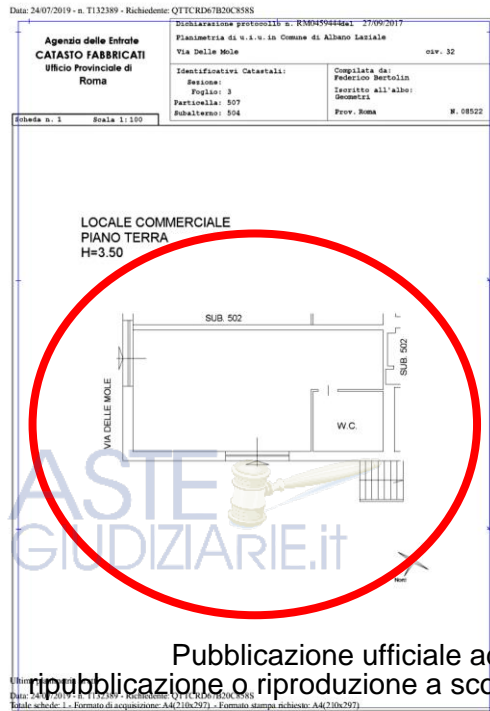 Data: 24/07/2019 - n. T132389 - Richiedente: QTTCRD67B20C858S
Agenzia delle Entrate
CATASTO FABBRICATI
Ufficio Provinciale di
Roma
Dichiarazione protocollo n. RM0459444del 27/09/2017
Planimetria di u.i.u. in Comune di Albano Laziale
Via Delle Mole civ. 32
Identificativi Catastali:
Sezione:
Foglio: 3
Particella: 507
Subalterno: 504
Compilata da:
Federico Bertolin
Iscritto all'albo:
Geometri
Prov. Roma N. 08522
Scheda n. 1 Scala 1:100
LOCALE COMMERCIALE
PIANO TERRA
H=3.50
SUB. 502
SUB. 502
VIA DELLE MOLE
W.C.
ASTE
GIUDIZIARIE.it
Nord
Pubblicazione ufficiale ad
ripubblicazione o riproduzione a sco
Data: 24/07/2019 - n. T132389 - Richiedente: QTTCRD67B20C858S
Totale schede: 1 - Formato di acquisizione: A4(210x297) - Formato stampa richiesto: A4(210x297)